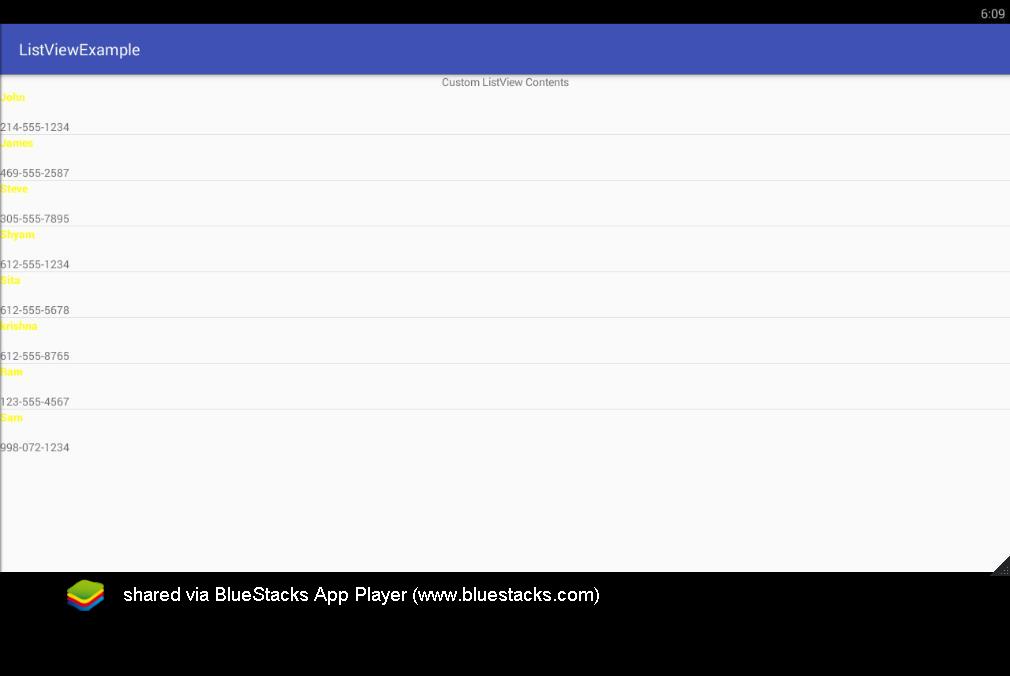 6:09
ListViewExample
Custom ListView Contents
John
214-555-1234
James
469-555-2587
Steve
305-555-7895
Shyam
612-555-1234
Sita
612-555-5678
krishna
612-555-8765
Ram
123-555-4567
Sam
998-072-1234
shared via BlueStacks App Player (www.bluestacks.com)